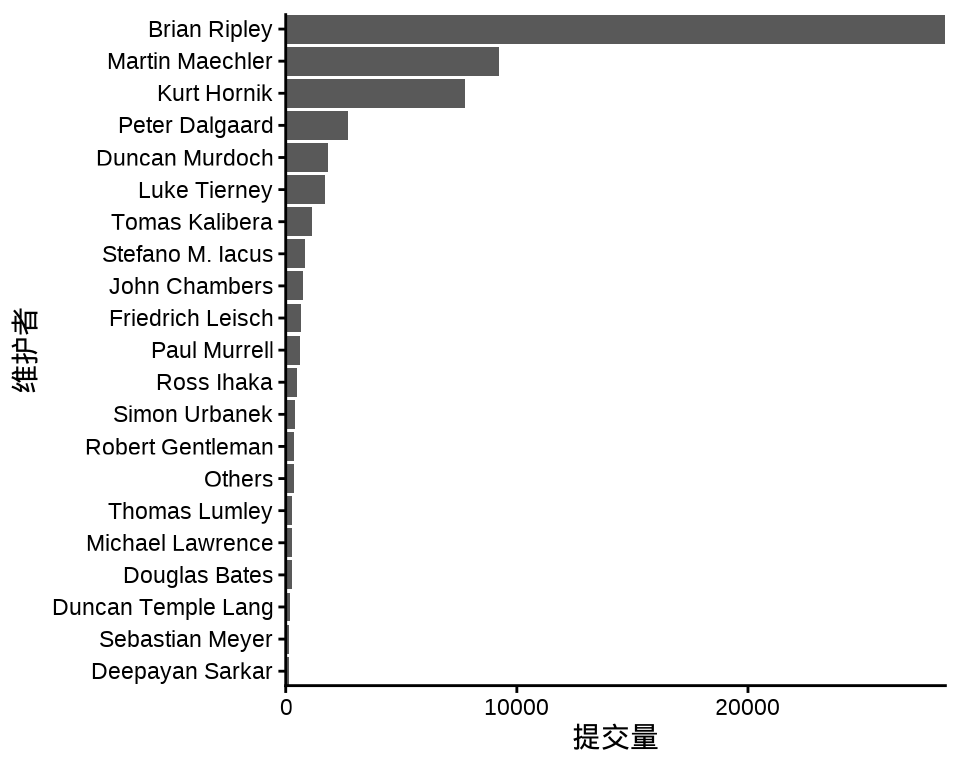 Brian Ripley
Martin Maechler
Kurt Hornik
Peter Dalgaard
Duncan Murdoch
Luke Tierney
Tomas Kalibera
Stefano M. Iacus
John Chambers
Friedrich Leisch
Paul Murrell
Ross Ihaka
Simon Urbanek
Robert Gentleman
Others
Thomas Lumley
Michael Lawrence
Douglas Bates
Duncan Temple Lang
Sebastian Meyer
Deepayan Sarkar
维护者
0 10000 20000
提交量